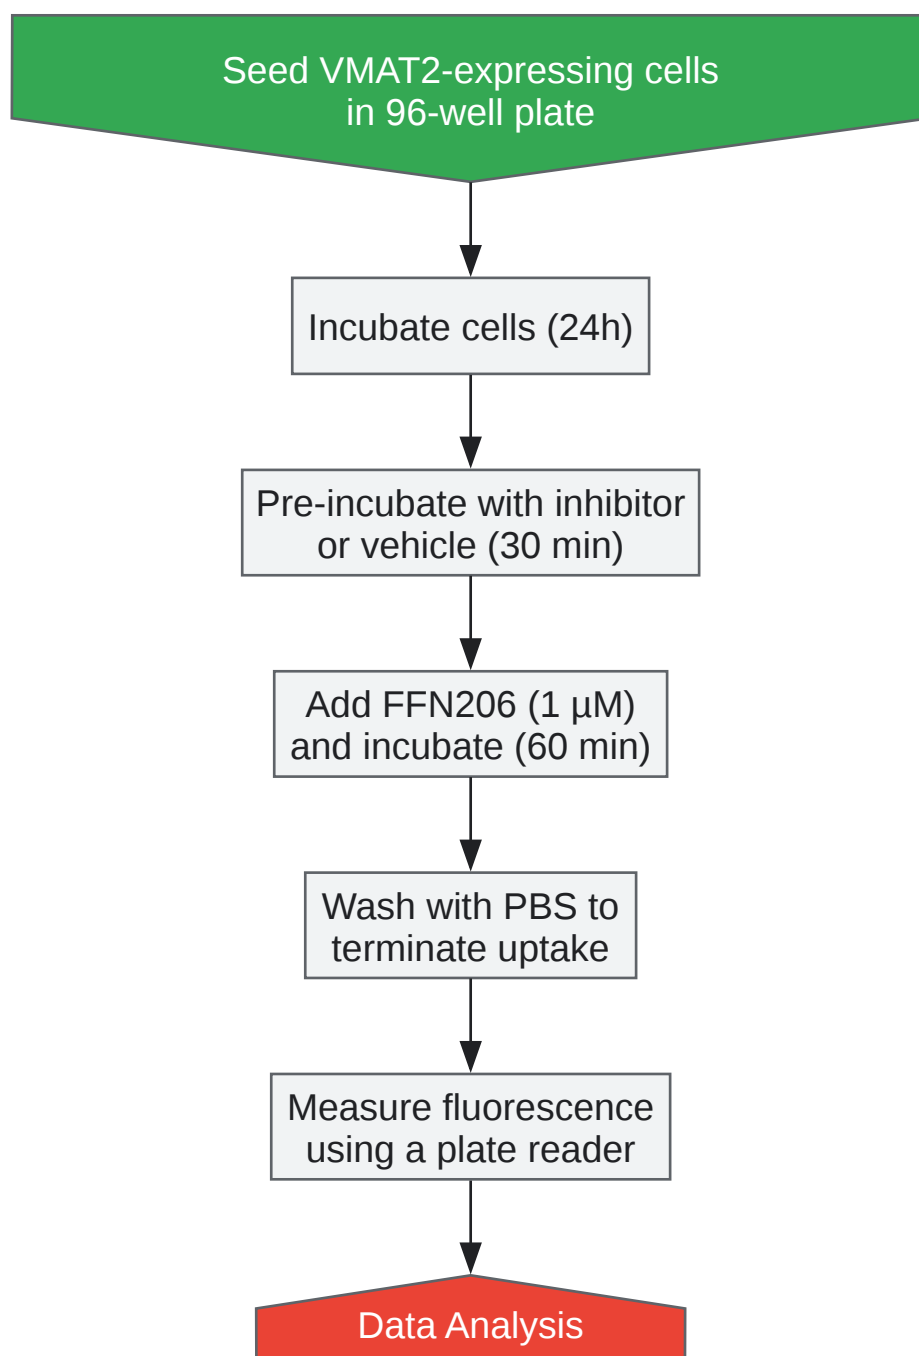 Seed VMAT2-expressing cells
in 96-well plate
Incubate cells (24h)
Pre-incubate with inhibitor
or vehicle (30 min)
Add FFN206 (1 µM)
and incubate (60 min)
Wash with PBS to
terminate uptake
Measure fluorescence
using a plate reader
Data Analysis